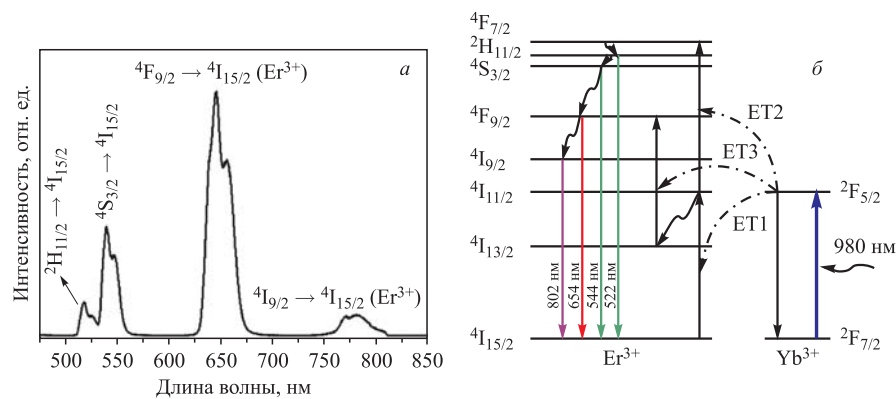 а
⁴F₉/₂ → ⁴I₁₅/₂ (Er³⁺)
²H₁₁/₂ → ⁴I₁₅/₂
⁴S₃/₂ → ⁴I₁₅/₂
⁴I₉/₂ → ⁴I₁₅/₂ (Er³⁺)
Интенсивность, отн. ед.
500 550 600 650 700 750 800 850
Длина волны, нм
б
⁴F₇/₂
²H₁₁/₂
⁴S₃/₂
⁴F₉/₂
⁴I₉/₂
⁴I₁₁/₂
⁴I₁₃/₂
⁴I₁₅/₂
802 нм
654 нм
544 нм
522 нм
ET2
ET3
ET1
²F₅/₂
980 нм
²F₇/₂
Er³⁺
Yb³⁺